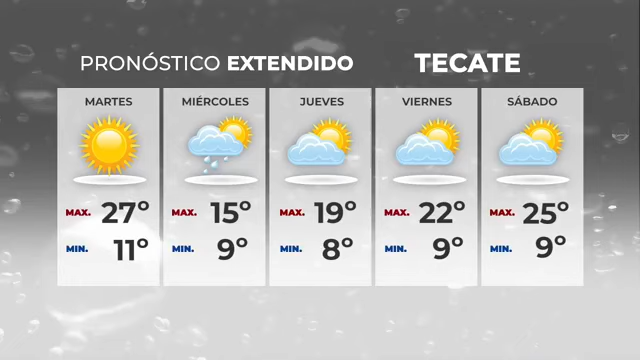 PRONÓSTICO EXTENDIDO
TECATE
MARTES
MAX. 27°
MIN. 11°
MIÉRCOLES
MAX. 15°
MIN. 9°
JUEVES
MAX. 19°
MIN. 8°
VIERNES
MAX. 22°
MIN. 9°
SÁBADO
MAX. 25°
MIN. 9°